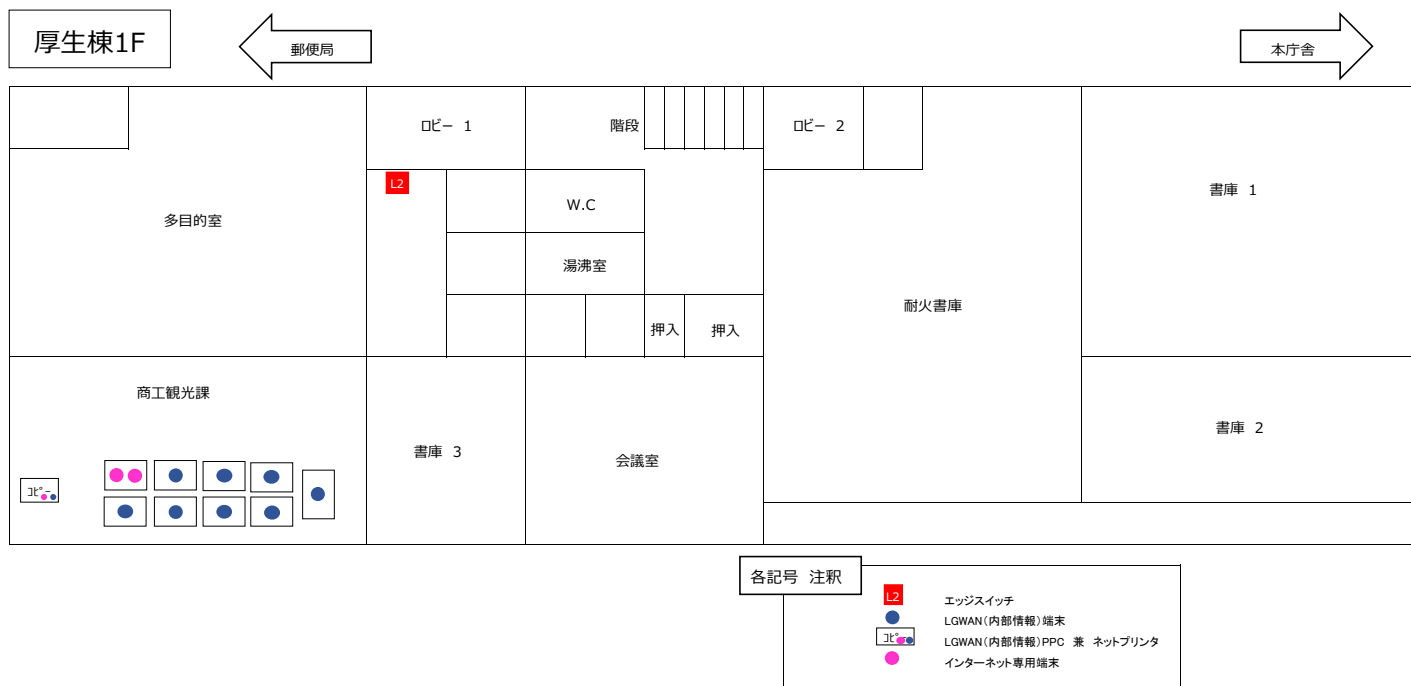 厚生棟1F
郵便局
本庁舎
ロビー 1
階段
ロビー 2
L2
書庫 1
W.C
多目的室
湯沸室
耐火書庫
押入
押入
商工観光課
書庫 2
書庫 3
会議室
ｺﾋﾟｰ
各記号 注釈
L2
エッジスイッチ
LGWAN(内部情報)端末
ｺﾋﾟｰ
LGWAN(内部情報)PPC 兼 ネットプリンタ
インターネット専用端末